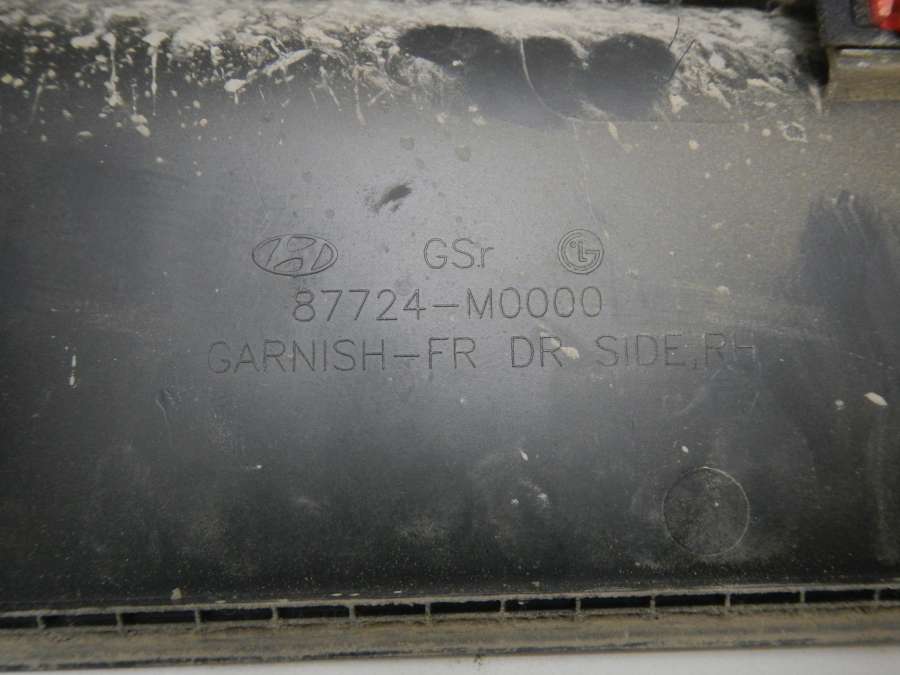 GSr
87724-M0000
GARNISH-FR DR SIDE,RH